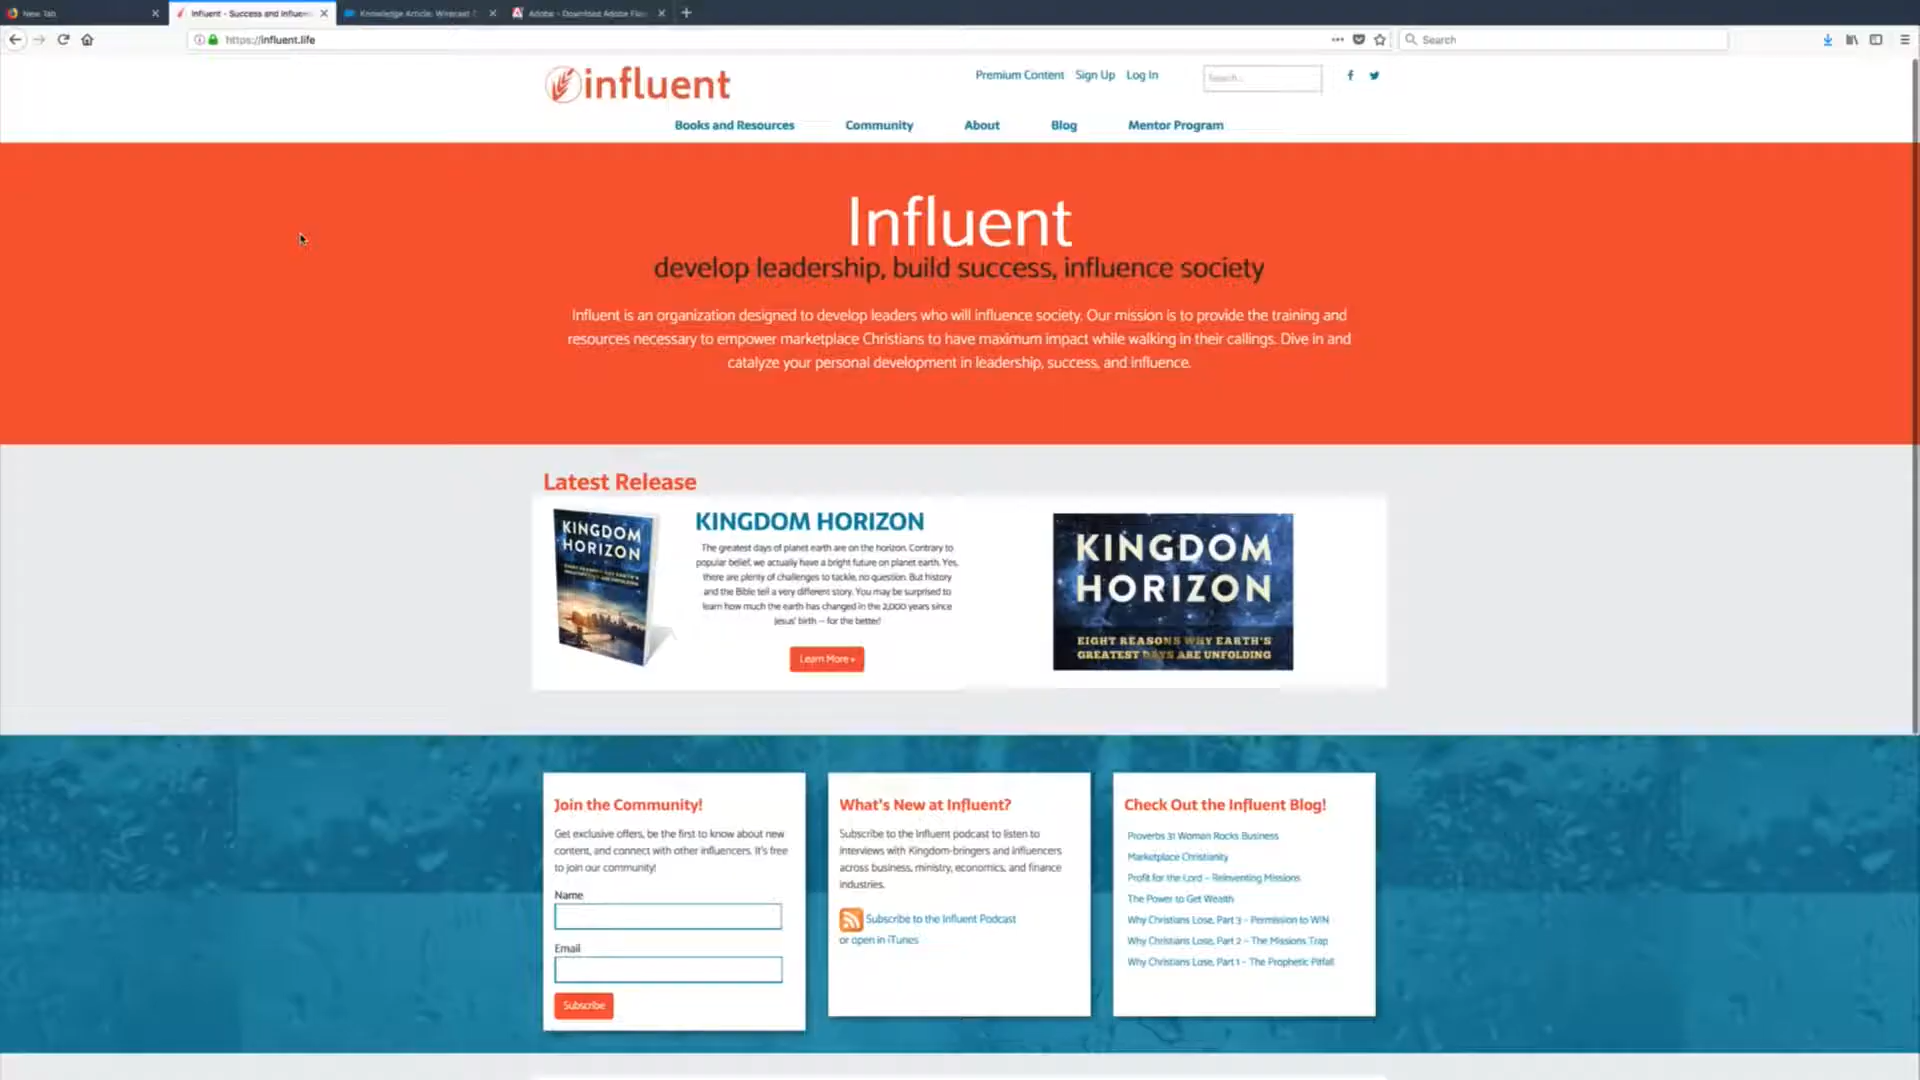 New Tab
Influent - Success and Influen
Knowledge Article: Wirecast
Adobe - Download Adobe Fla
https://influent.life
Search
influent
Premium Content Sign Up Log In
Search...
Books and Resources Community About Blog Mentor Program
Influent
develop leadership, build success, influence society
Influent is an organization designed to develop leaders who will influence society. Our mission is to provide the training and
resources necessary to empower marketplace Christians to have maximum impact while walking in their callings. Dive in and
catalyze your personal development in leadership, success, and influence.
Latest Release
KINGDOM
HORIZON
KINGDOM HORIZON
The greatest days of planet earth are on the horizon. Contrary to
popular belief, we actually have a bright future on planet earth. Yes,
there are plenty of challenges to tackle, no question. But history
and the Bible tell a very different story. You may be surprised to
learn how much the earth has changed in the 2,000 years since
Jesus' birth – for the better!
Learn More »
KINGDOM
HORIZON
EIGHT REASONS WHY EARTH'S
GREATEST DAYS ARE UNFOLDING
Join the Community!
Get exclusive offers, be the first to know about new
content, and connect with other influencers. It's free
to join our community!
Name
Email
Subscribe
What's New at Influent?
Subscribe to the Influent podcast to listen to
interviews with Kingdom-bringers and influencers
across business, ministry, economics, and finance
industries.
Subscribe to the Influent Podcast
or open in iTunes
Check Out the Influent Blog!
Proverbs 31 Woman Rocks Business
Marketplace Christianity
Profit for the Lord – Reinventing Missions
The Power to Get Wealth
Why Christians Lose, Part 3 – Permission to WIN
Why Christians Lose, Part 2 – The Missions Trap
Why Christians Lose, Part 1 – The Prophetic Pitfall